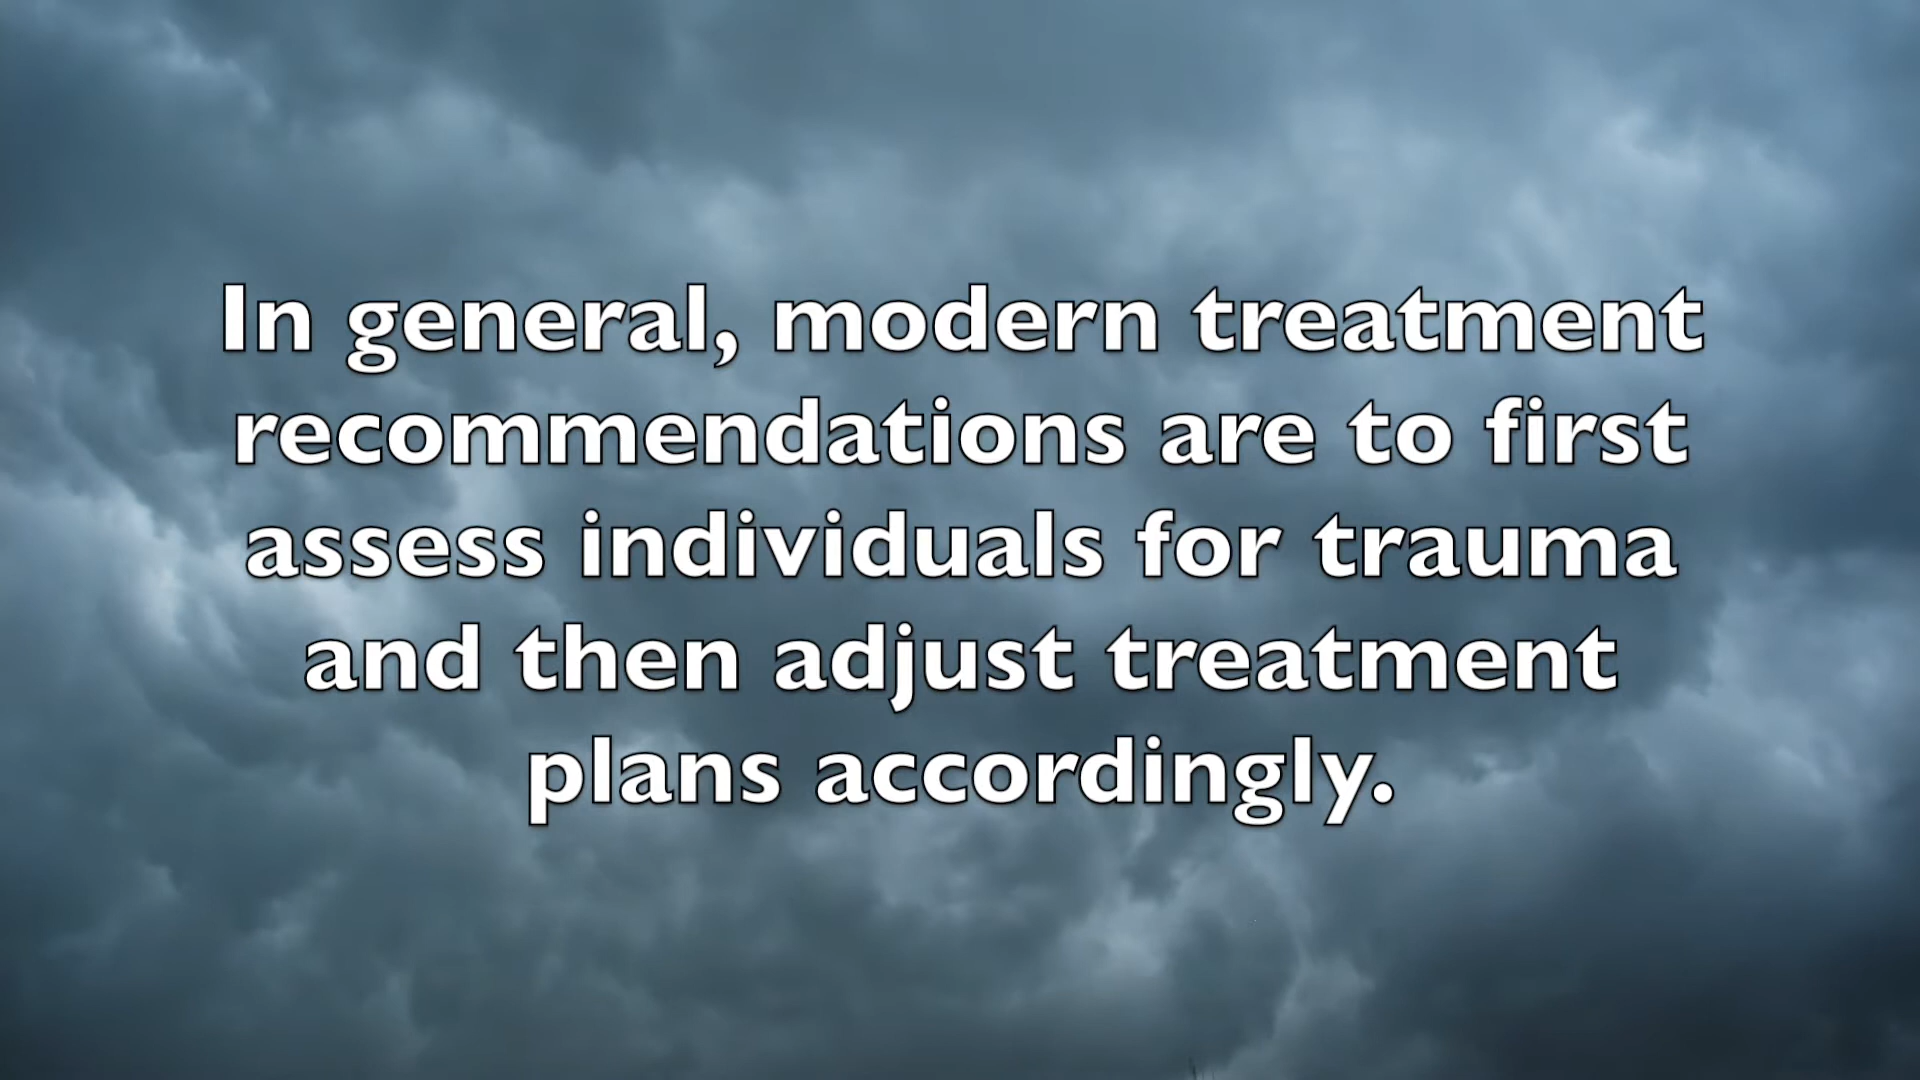 In general, modern treatment
recommendations are to first
assess individuals for trauma
and then adjust treatment
plans accordingly.